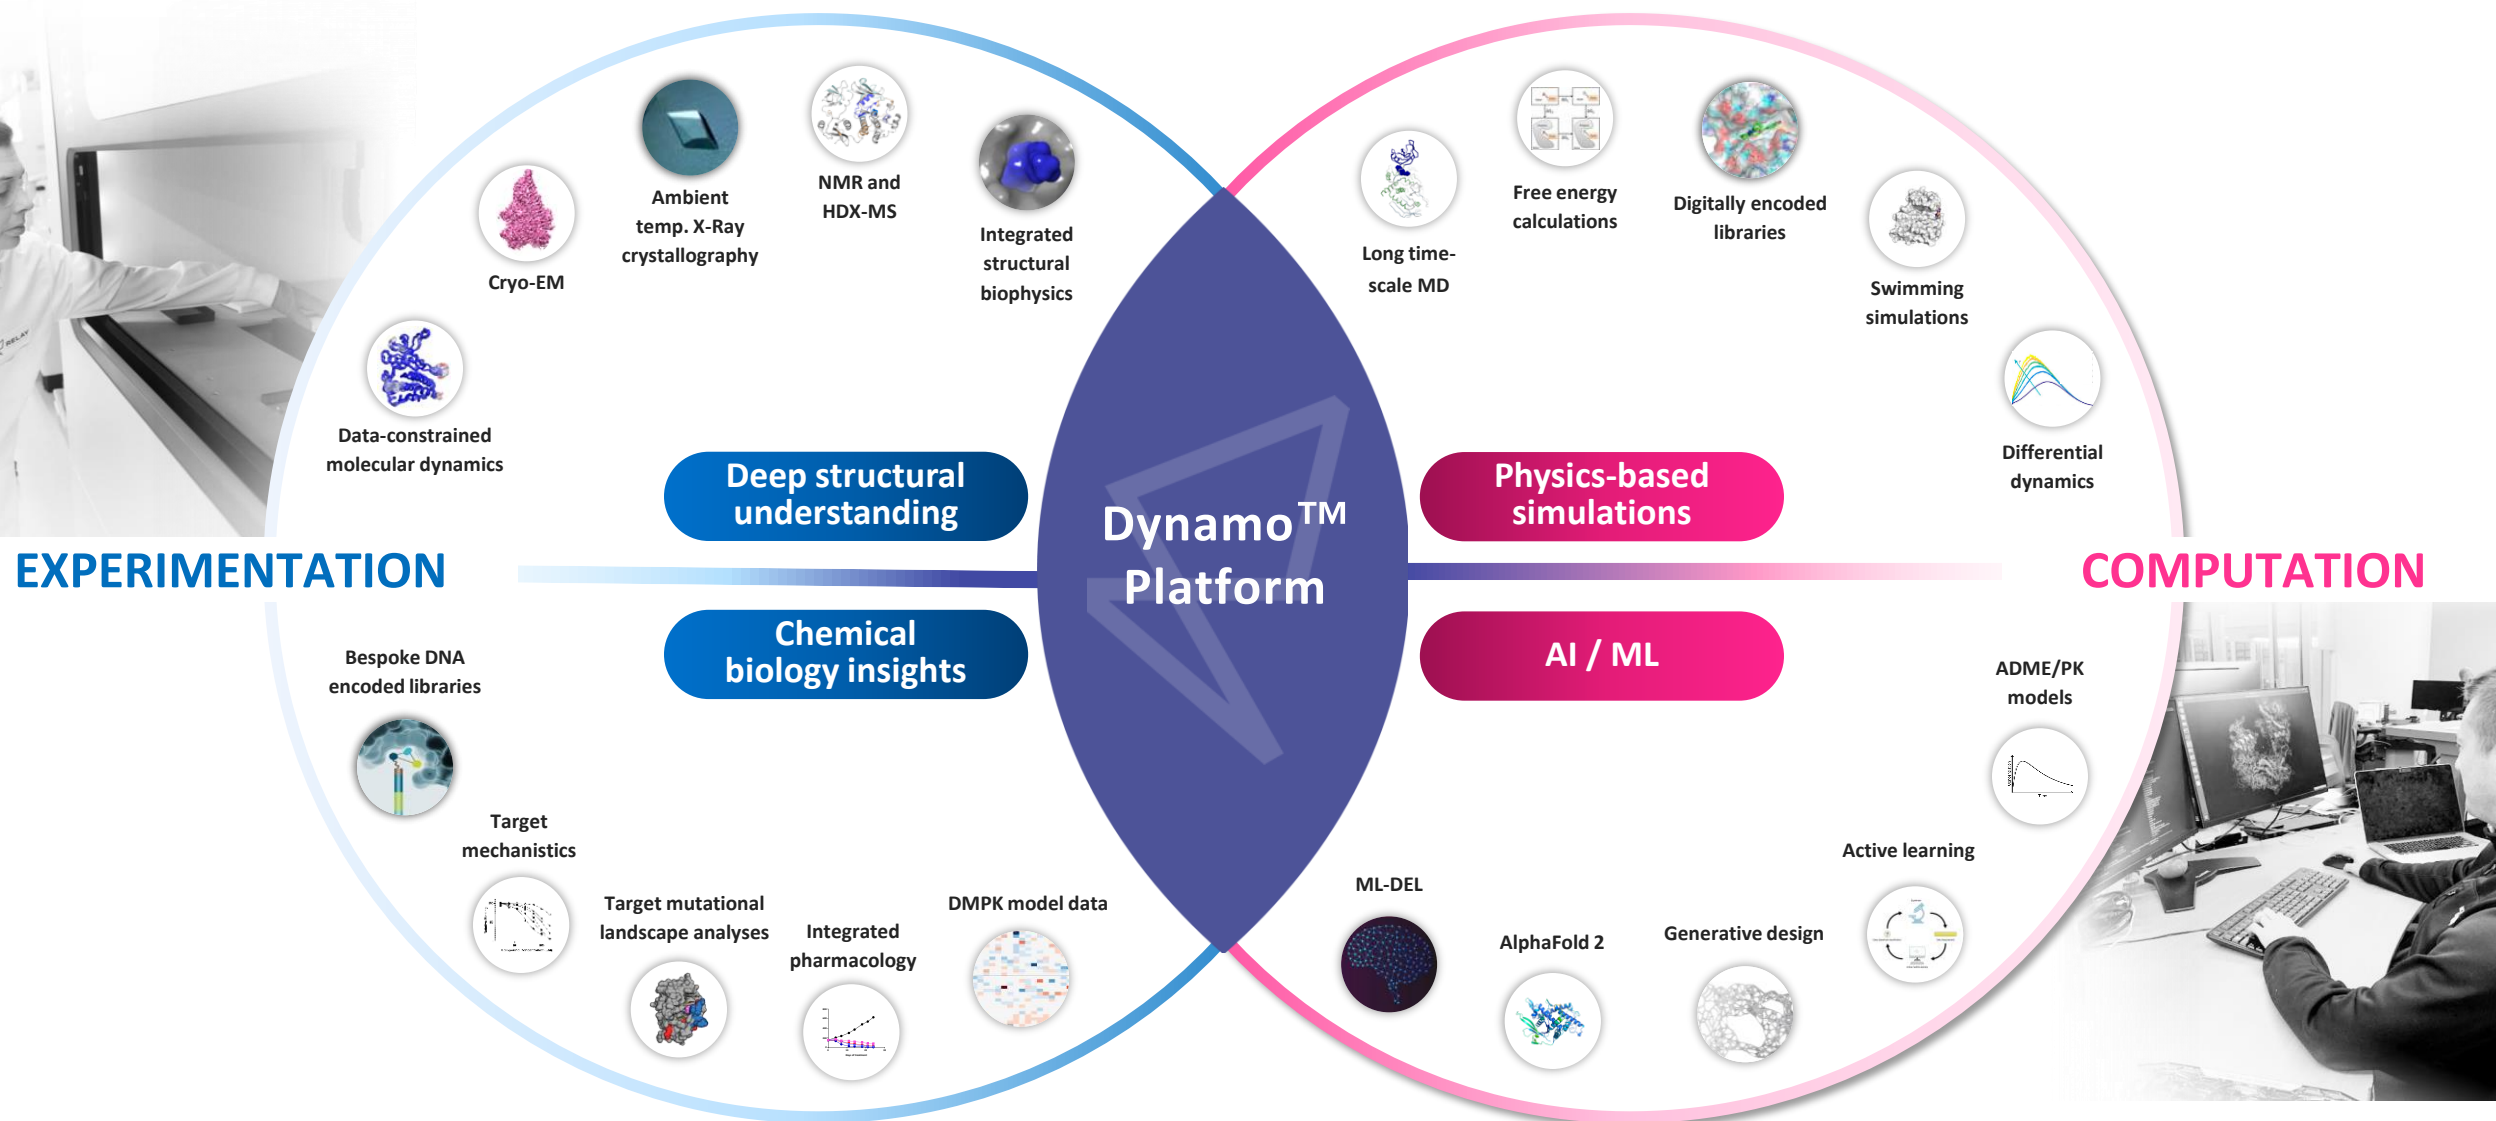 EXPERIMENTATION
Data-constrained
molecular dynamics
Cryo-EM
Ambient
temp. X-Ray
crystallography
NMR and
HDX-MS
Integrated
structural
biophysics
Deep structural
understanding
Chemical
biology insights
Bespoke DNA
encoded libraries
Target
mechanistics
Target mutational
landscape analyses
Integrated
pharmacology
DMPK model data
Dynamo™
Platform
Long time-
scale MD
Free energy
calculations
Digitally encoded
libraries
Swimming
simulations
Differential
dynamics
Physics-based
simulations
AI / ML
COMPUTATION
ML-DEL
AlphaFold 2
Generative design
Active learning
ADME/PK
models
RELAY